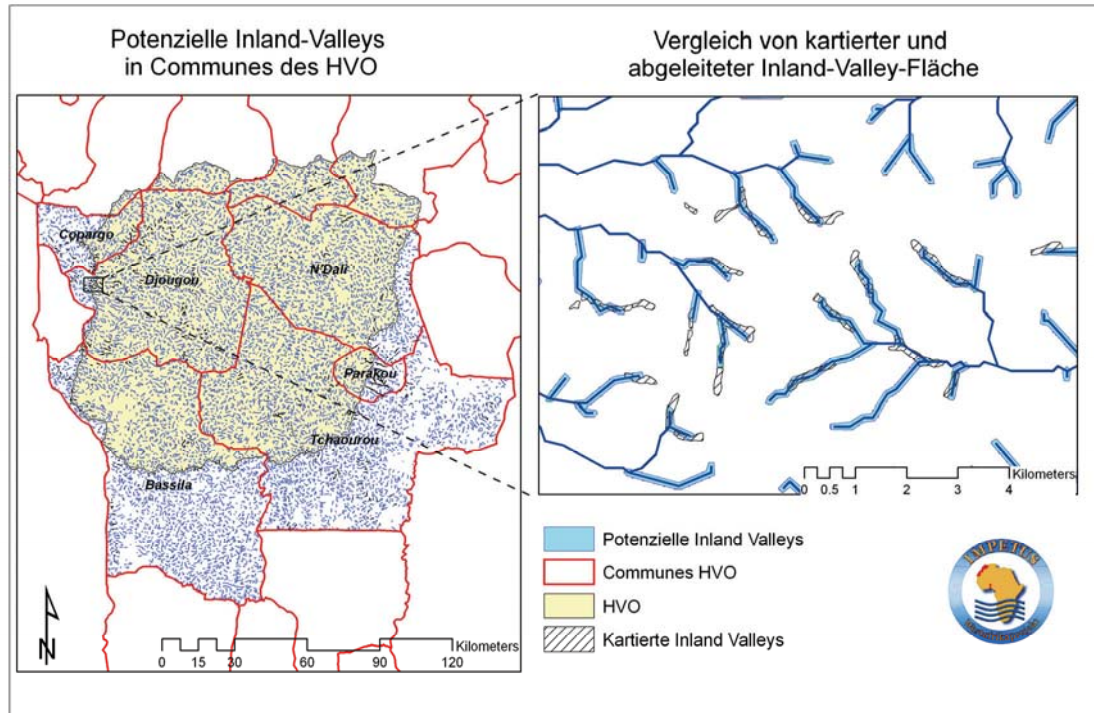 Potenzielle Inland-Valleys
in Communes des HVO
Vergleich von kartierter und
abgeleiteter Inland-Valley-Fläche
Copargo
Djougou
N'Dali
Parakou
Tchaourou
Bassila
N
Kilometers
0 15 30 60 90 120
Kilometers
0 0.5 1 2 3 4
Potenzielle Inland Valleys
Communes HVO
HVO
Kartierte Inland Valleys
IMPETUS